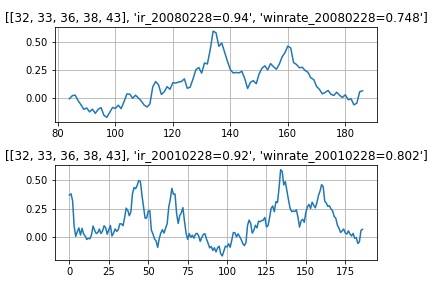 [[32, 33, 36, 38, 43], 'ir_20080228=0.94', 'winrate_20080228=0.748']
0.50
0.25
0.00
80 100 120 140 160 180
[[32, 33, 36, 38, 43], 'ir_20010228=0.92', 'winrate_20010228=0.802']
0.50
0.25
0.00
0 25 50 75 100 125 150 175